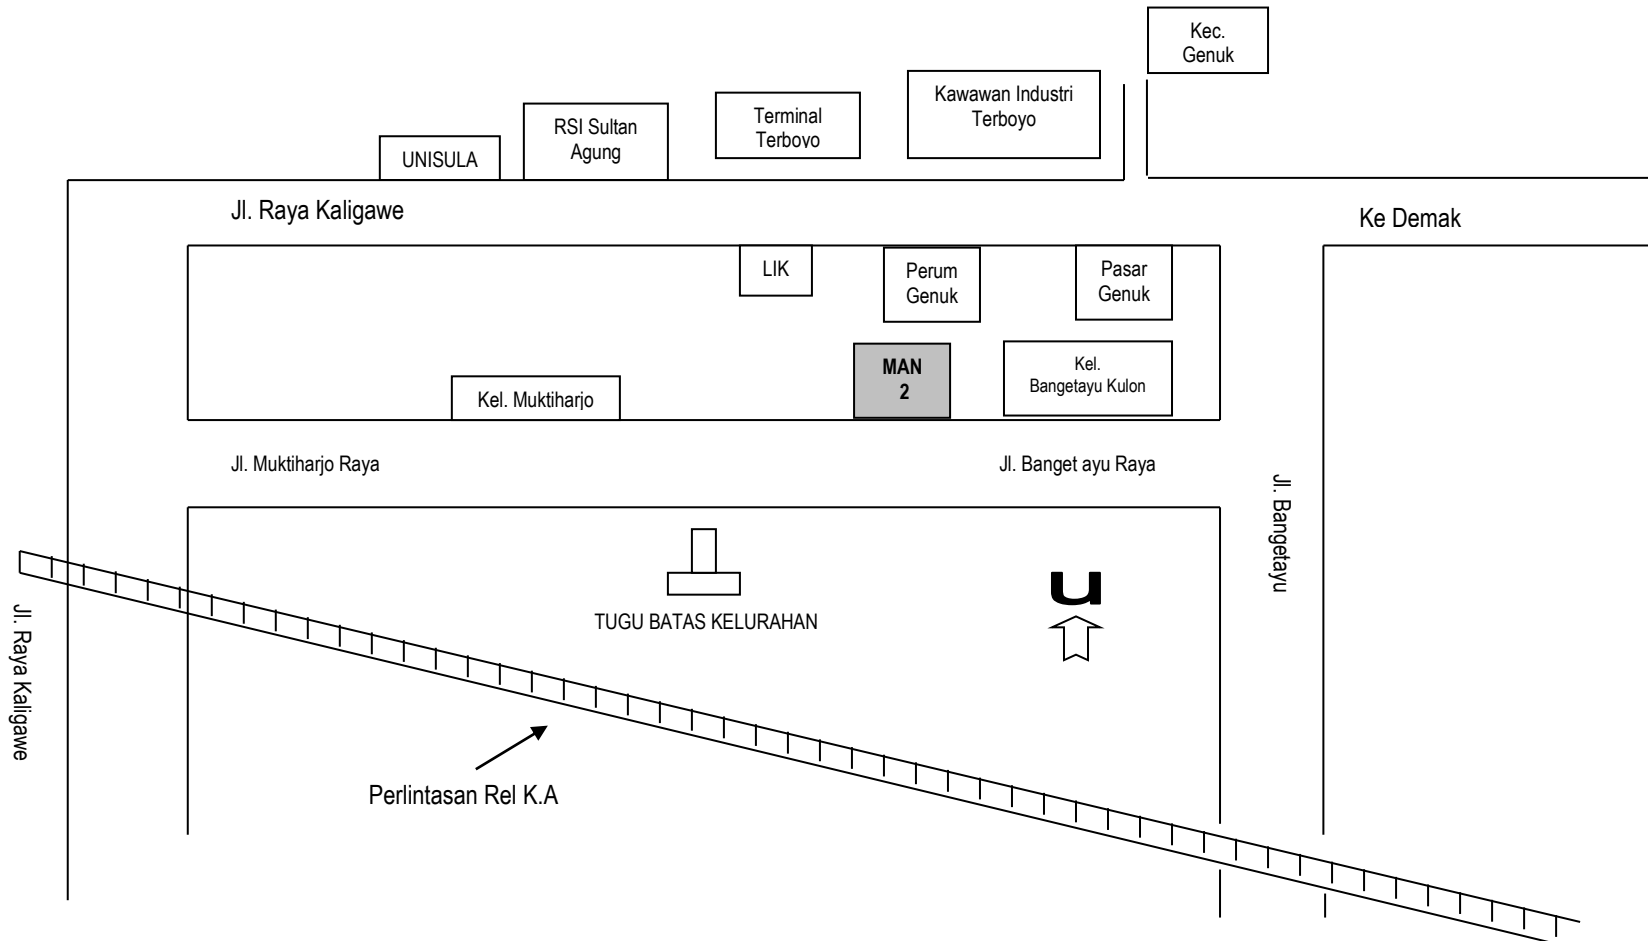 Kec.
Genuk
Kawawan Industri
Terboyo
Terminal
Terboyo
RSI Sultan
Agung
UNISULA
Jl. Raya Kaligawe
Ke Demak
LIK
Perum
Genuk
Pasar
Genuk
MAN
2
Kel.
Bangetayu Kulon
Kel. Muktiharjo
Jl. Muktiharjo Raya
Jl. Banget ayu Raya
Jl. Bangetayu
U
TUGU BATAS KELURAHAN
Jl. Raya Kaligawe
Perlintasan Rel K.A